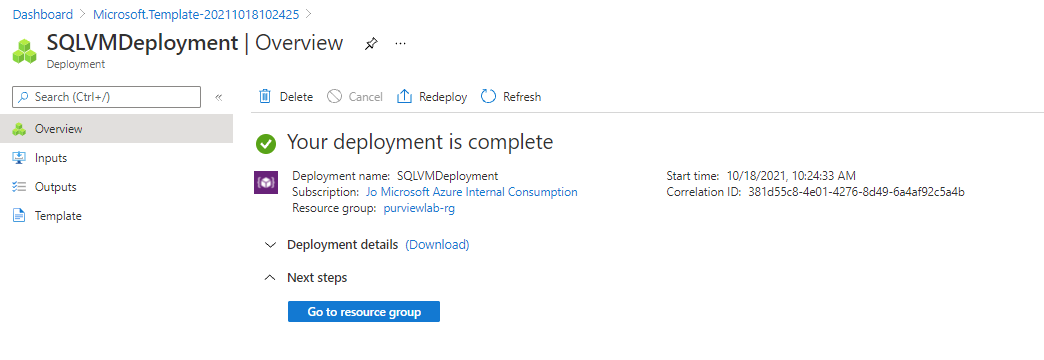 Dashboard > Microsoft.Template-20211018102425 >
SQLVMDeployment | Overview ...
Deployment
Search (Ctrl+/) «
Overview
Inputs
Outputs
Template
Delete Cancel Redeploy Refresh
Your deployment is complete
Deployment name: SQLVMDeployment Start time: 10/18/2021, 10:24:33 AM
Subscription: Jo Microsoft Azure Internal Consumption Correlation ID: 381d55c8-4e01-4276-8d49-6a4af92c5a4b
Resource group: purviewlab-rg
Deployment details (Download)
Next steps
Go to resource group